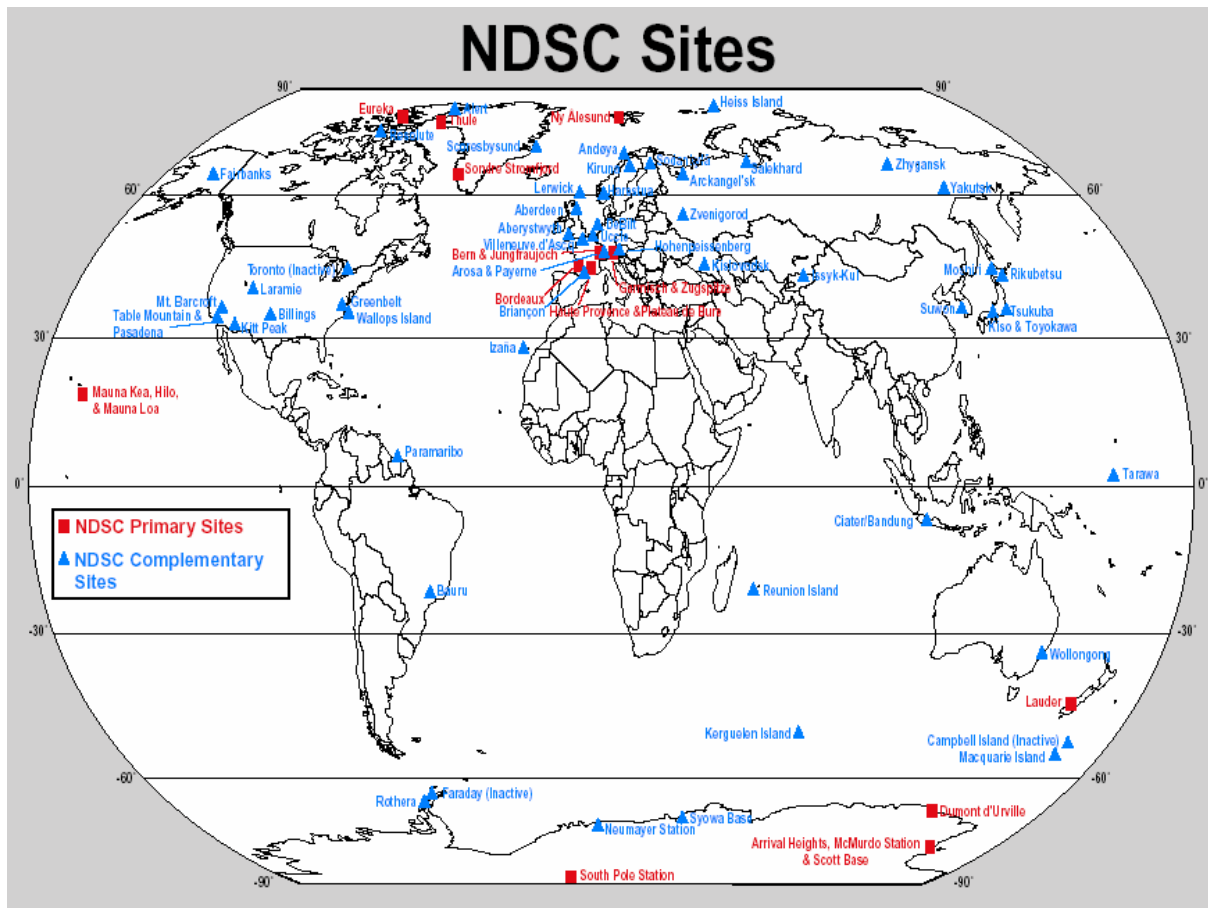 NDSC Sites
90°
90°
Eureka
Alert
Thule
Resolute
Ny Alesund
Heiss Island
Scoresbysund
Andøya
Kiruna
Sodankyla
Salekhard
Zhygansk
Fairbanks
Sondre Stromfjord
Arckangel'sk
60°
Lerwick
Harestua
Yakutsk
60°
Aberdeen
Zvenigorod
Aberystwyth
DeBilt
Uccle
Villeneuve d'Ascq
Hohenpeissenberg
Bern & Jungfraujoch
Toronto (Inactive)
Arosa & Payerne
Kislovodsk
Issyk-Kul
Moshiri
Rikubetsu
Laramie
Garmisch & Zugspitze
Mt. Barcroft
Greenbelt
Bordeaux
Table Mountain &
Pasadena
Billings
Wallops Island
Briançon
Haute Provence &Plateau de Bure
Suwon
Tsukuba
Kitt Peak
Kiso & Toyokawa
30°
30°
Izaña
Mauna Kea, Hilo,
& Mauna Loa
Paramaribo
Tarawa
0°
0°
NDSC Primary Sites
NDSC Complementary
Sites
Ciater/Bandung
Bauru
Reunion Island
-30°
-30°
Wollongong
Lauder
Kerguelen Island
Campbell Island (Inactive)
Macquarie Island
-60°
-60°
Faraday (Inactive)
Rothera
Syowa Base
Dumont d'Urville
Neumayer Station
Arrival Heights, McMurdo Station
& Scott Base
South Pole Station
-90°
-90°